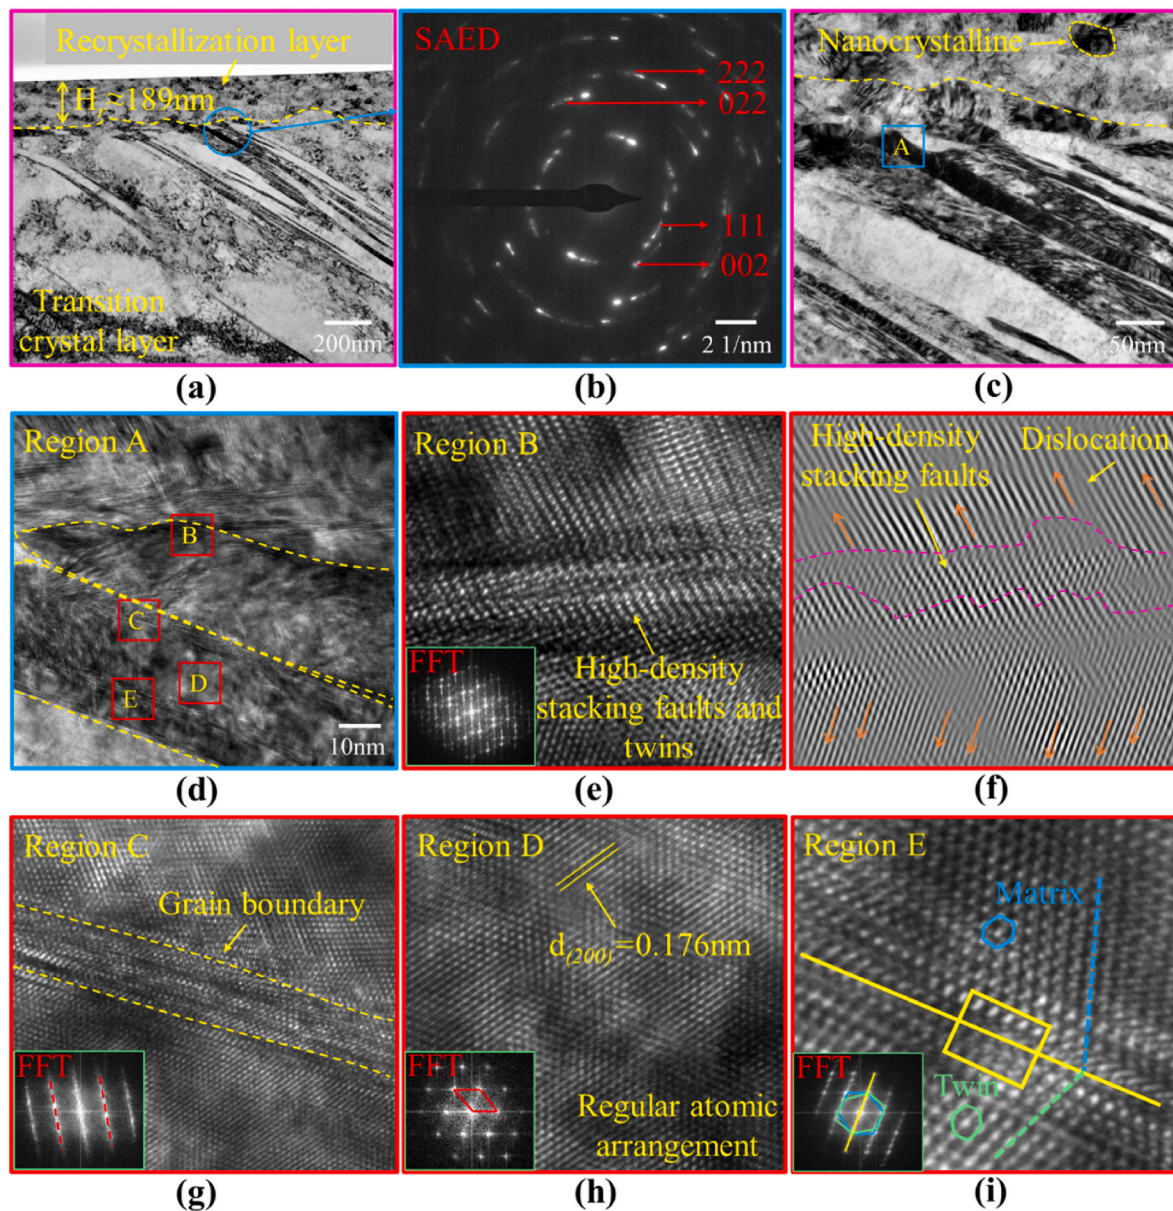 Recrystallization layer
Hr≈189nm
Transition
crystal layer
200nm
(a)
SAED
222
022
111
002
2 1/nm
(b)
Nanocrystalline
A
50nm
(c)
Region A
B
C
D
E
10nm
(d)
Region B
FFT
High-density
stacking faults and
twins
(e)
High-density
stacking faults
Dislocation
(f)
Region C
Grain boundary
FFT
(g)
Region D
d(200)=0.176nm
FFT
Regular atomic
arrangement
(h)
Region E
Matrix
FFT
Twin
(i)